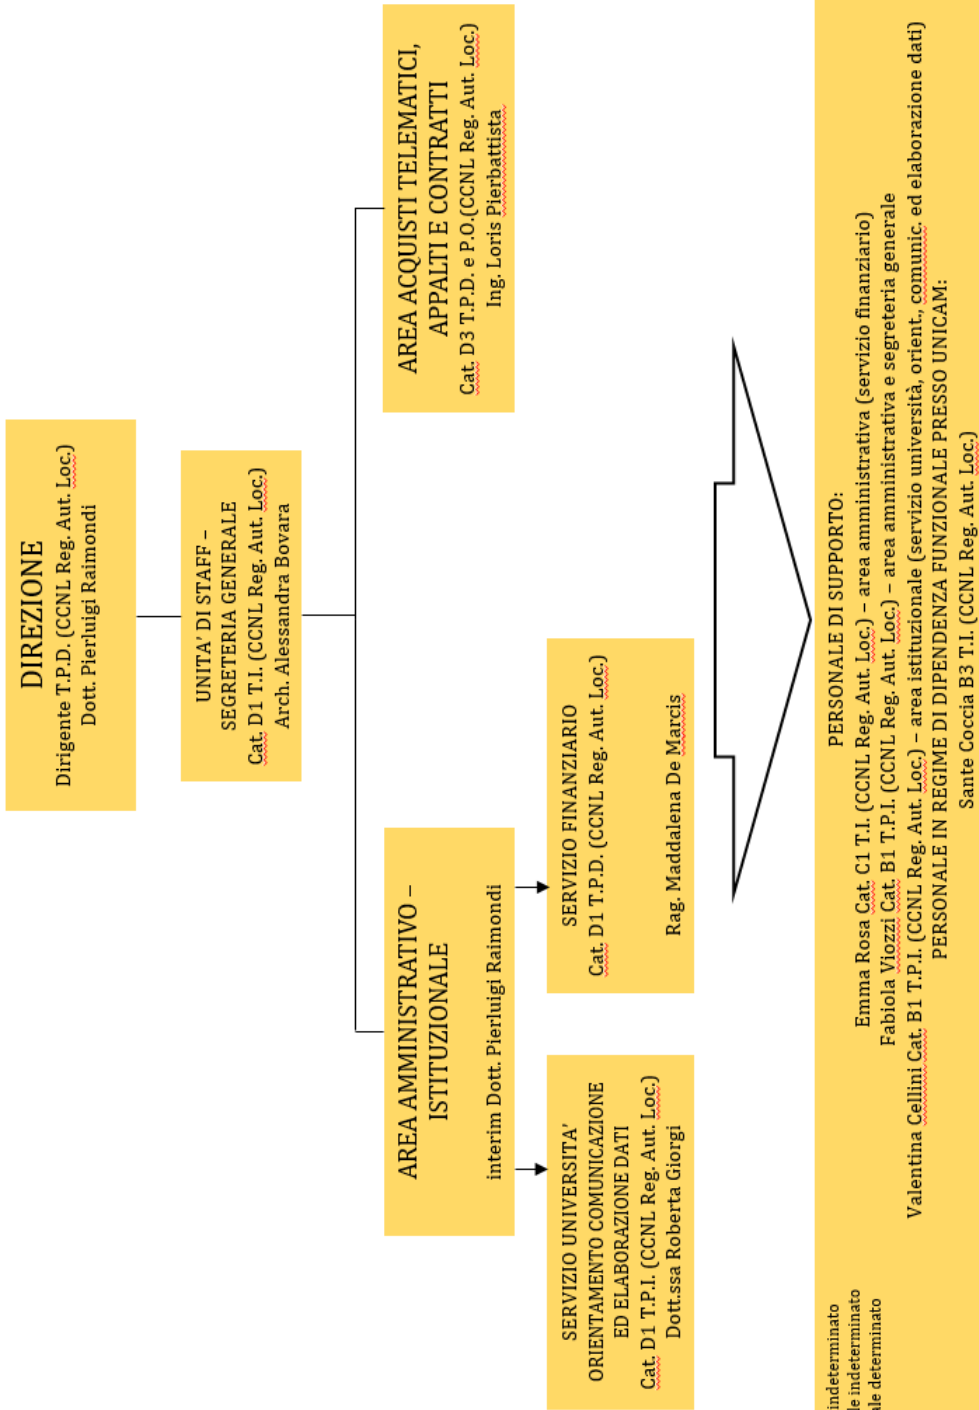 DIREZIONE
Dirigente T.P.D. (CCNL Reg. Aut. Loc.)
Dott. Pierluigi Raimondi
UNITA' DI STAFF –
SEGRETERIA GENERALE
Cat. D1 T.I. (CCNL Reg. Aut. Loc.)
Arch. Alessandra Bovara
AREA AMMINISTRATIVO –
ISTITUZIONALE
interim Dott. Pierluigi Raimondi
AREA ACQUISTI TELEMATICI,
APPALTI E CONTRATTI
Cat. D3 T.P.D. e P.O.(CCNL Reg. Aut. Loc.)
Ing. Loris Pierbattista
SERVIZIO UNIVERSITA'
ORIENTAMENTO COMUNICAZIONE
ED ELABORAZIONE DATI
Cat. D1 T.P.I. (CCNL Reg. Aut. Loc.)
Dott.ssa Roberta Giorgi
SERVIZIO FINANZIARIO
Cat. D1 T.P.D. (CCNL Reg. Aut. Loc.)
Rag. Maddalena De Marcis
PERSONALE DI SUPPORTO:
Emma Rosa Cat. C1 T.I. (CCNL Reg. Aut. Loc.) – area amministrativa (servizio finanziario)
Fabiola Viozzi Cat. B1 T.P.I. (CCNL Reg. Aut. Loc.) – area amministrativa e segreteria generale
Valentina Cellini Cat. B1 T.P.I. (CCNL Reg. Aut. Loc.) – area istituzionale (servizio università, orient., comunic. ed elaborazione dati)
PERSONALE IN REGIME DI DIPENDENZA FUNZIONALE PRESSO UNICAM:
Sante Coccia B3 T.I (CCNL Reg. Aut. Loc.)
indeterminato
indeterminato
determinato